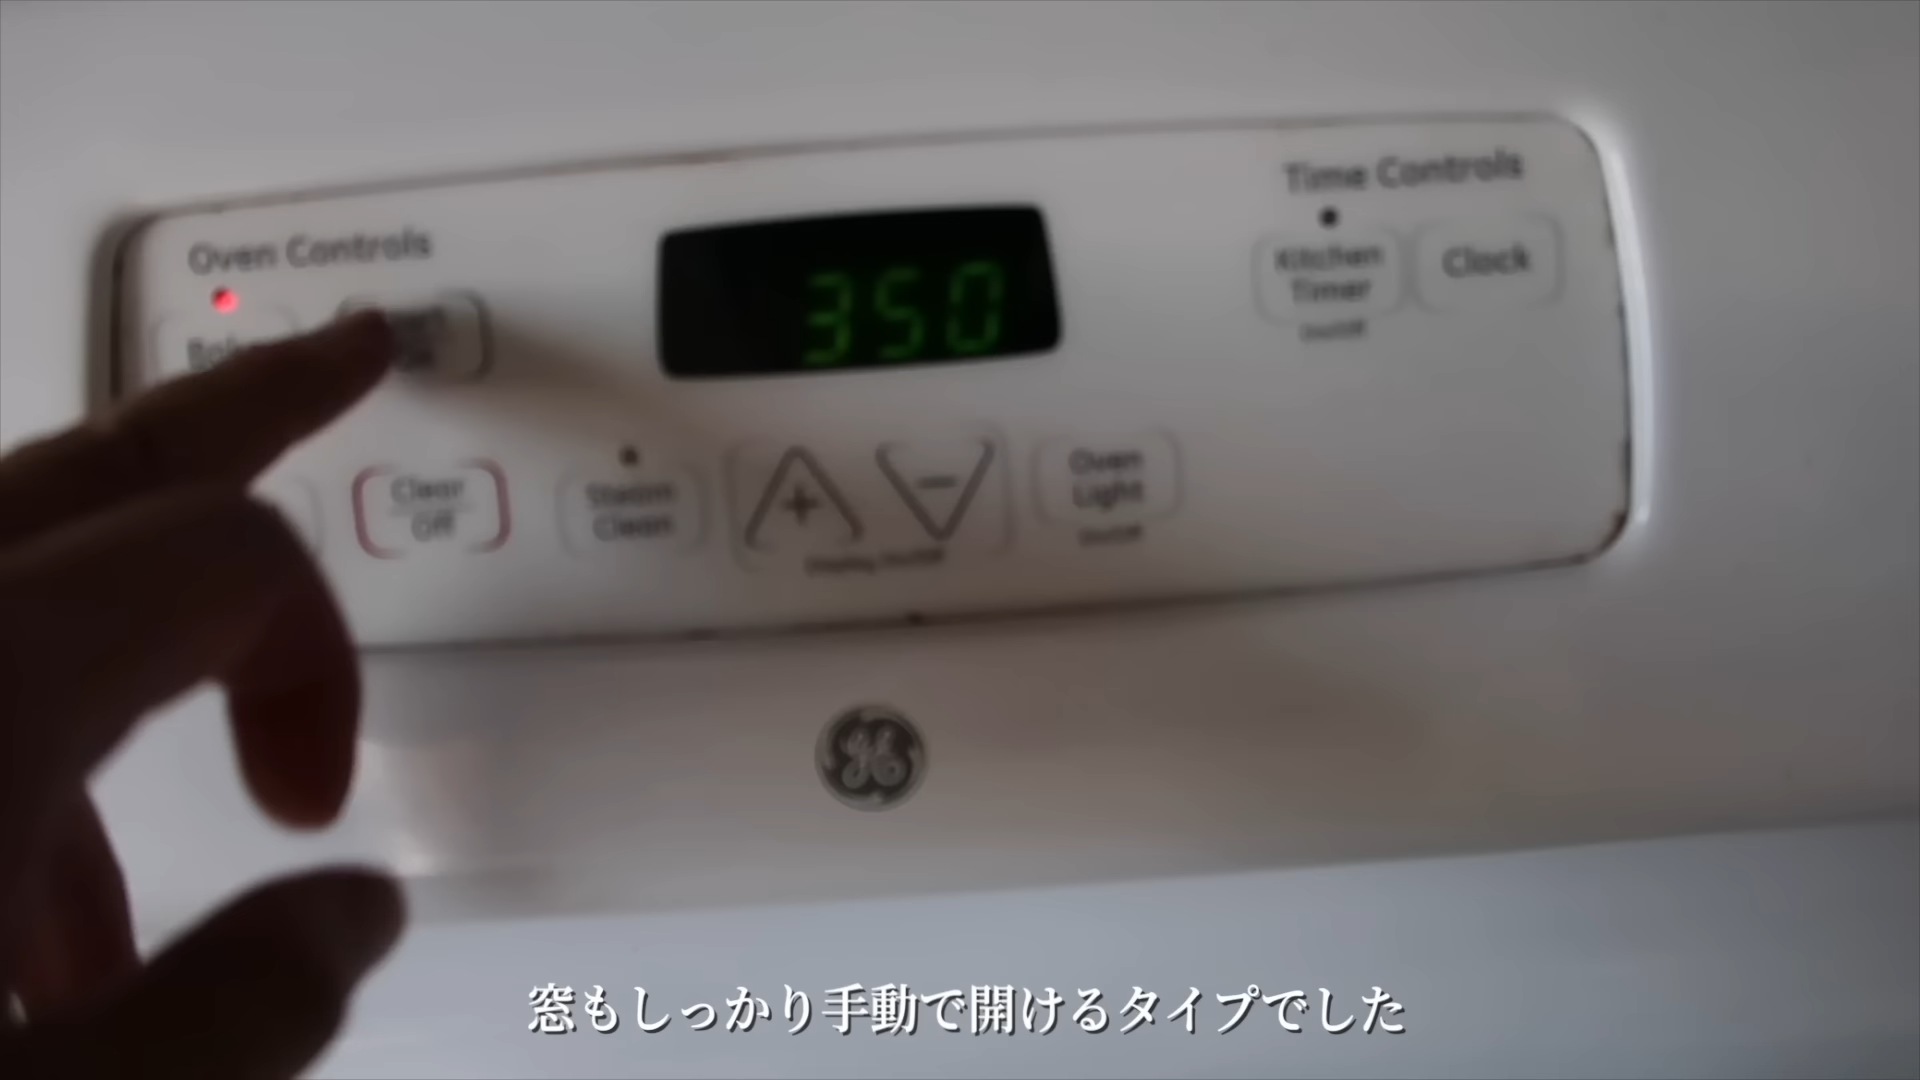 Time Controls
Oven Controls
350
Kitchen
Timer
Clock
Clear
Off
Steam
Clean
+
−
Oven
Light
窓もしっかり手動で開けるタイプでした